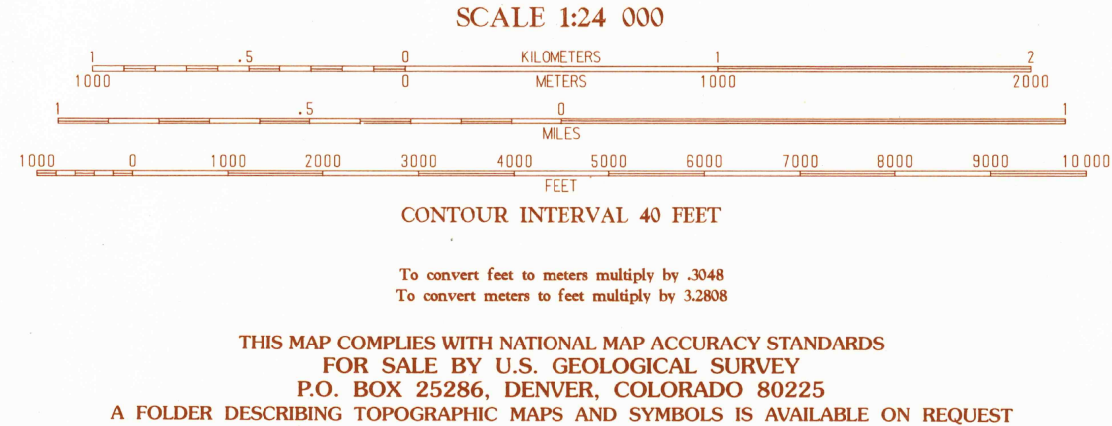 SCALE 1:24 000
1 .5 0 KILOMETERS 1 2
1000 0 METERS 1000 2000
1 .5 0 1
MILES
1000 0 1000 2000 3000 4000 5000 6000 7000 8000 9000 10 000
FEET
CONTOUR INTERVAL 40 FEET
To convert feet to meters multiply by .3048
To convert meters to feet multiply by 3.2808
THIS MAP COMPLIES WITH NATIONAL MAP ACCURACY STANDARDS
FOR SALE BY U.S. GEOLOGICAL SURVEY
P.O. BOX 25286, DENVER, COLORADO 80225
A FOLDER DESCRIBING TOPOGRAPHIC MAPS AND SYMBOLS IS AVAILABLE ON REQUEST